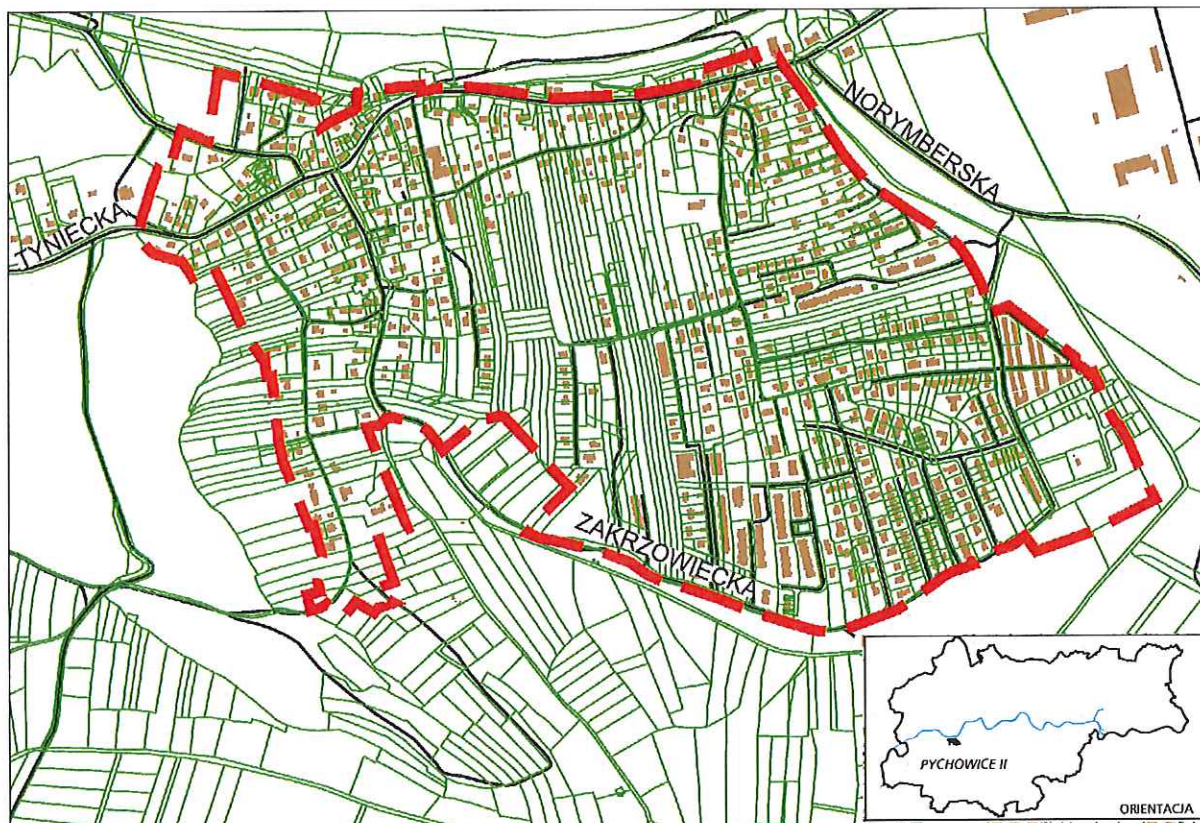 NORYMBERSKA
TYNIECKA
ZAKRZOWIECKA
PYCHOWICE II
ORIENTACJA